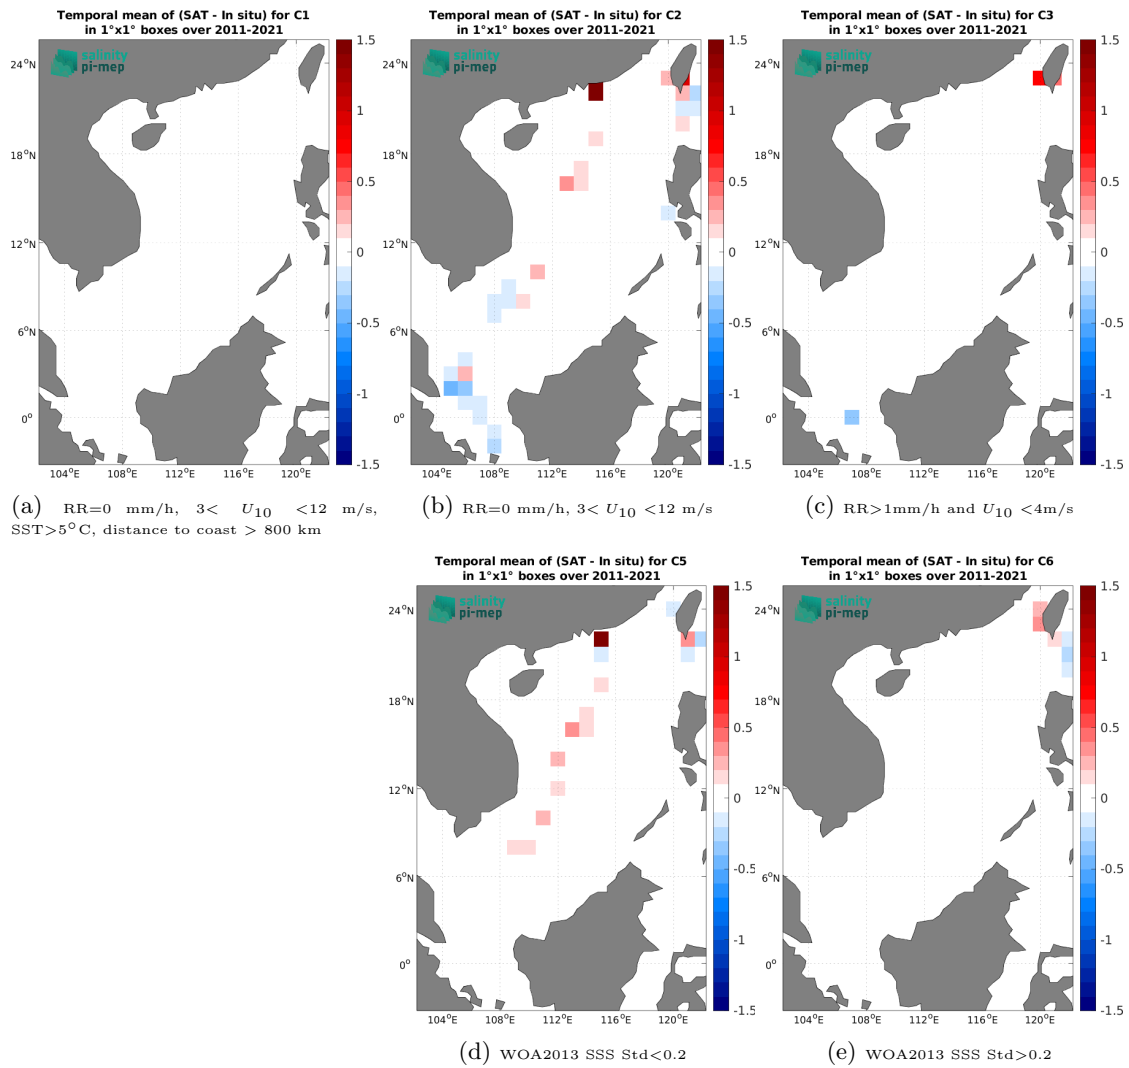 Temporal mean of (SAT - In situ) for C1
in 1°x1° boxes over 2011-2021
salinity
pi-mep
24°N
18°N
12°N
6°N
0°
104°E 108°E 112°E 116°E 120°E
1.5
1
0.5
0
-0.5
-1
-1.5
(a) RR=0 mm/h, 3< U10 <12 m/s,
SST>5°C, distance to coast > 800 km
Temporal mean of (SAT - In situ) for C2
in 1°x1° boxes over 2011-2021
salinity
pi-mep
24°N
18°N
12°N
6°N
0°
104°E 108°E 112°E 116°E 120°E
1.5
1
0.5
0
-0.5
-1
-1.5
(b) RR=0 mm/h, 3< U10 <12 m/s
Temporal mean of (SAT - In situ) for C3
in 1°x1° boxes over 2011-2021
salinity
pi-mep
24°N
18°N
12°N
6°N
0°
104°E 108°E 112°E 116°E 120°E
1.5
1
0.5
0
-0.5
-1
-1.5
(c) RR>1mm/h and U10 <4m/s
Temporal mean of (SAT - In situ) for C5
in 1°x1° boxes over 2011-2021
salinity
pi-mep
24°N
18°N
12°N
6°N
0°
104°E 108°E 112°E 116°E 120°E
1.5
1
0.5
0
-0.5
-1
-1.5
(d) WOA2013 SSS Std<0.2
Temporal mean of (SAT - In situ) for C6
in 1°x1° boxes over 2011-2021
salinity
pi-mep
24°N
18°N
12°N
6°N
0°
104°E 108°E 112°E 116°E 120°E
1.5
1
0.5
0
-0.5
-1
-1.5
(e) WOA2013 SSS Std>0.2